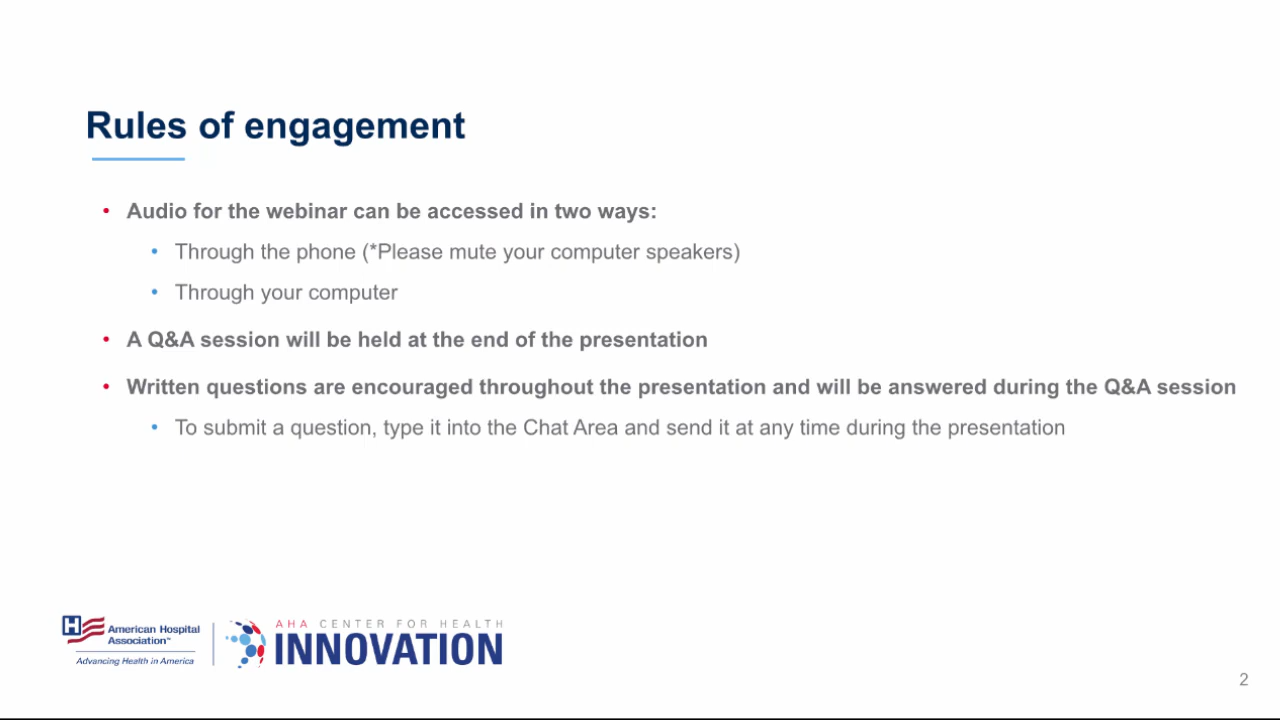 Rules of engagement
• Audio for the webinar can be accessed in two ways:
• Through the phone (*Please mute your computer speakers)
• Through your computer
• A Q&A session will be held at the end of the presentation
• Written questions are encouraged throughout the presentation and will be answered during the Q&A session
• To submit a question, type it into the Chat Area and send it at any time during the presentation
H American Hospital
Association™
Advancing Health in America
AHA CENTER FOR HEALTH
INNOVATION
2